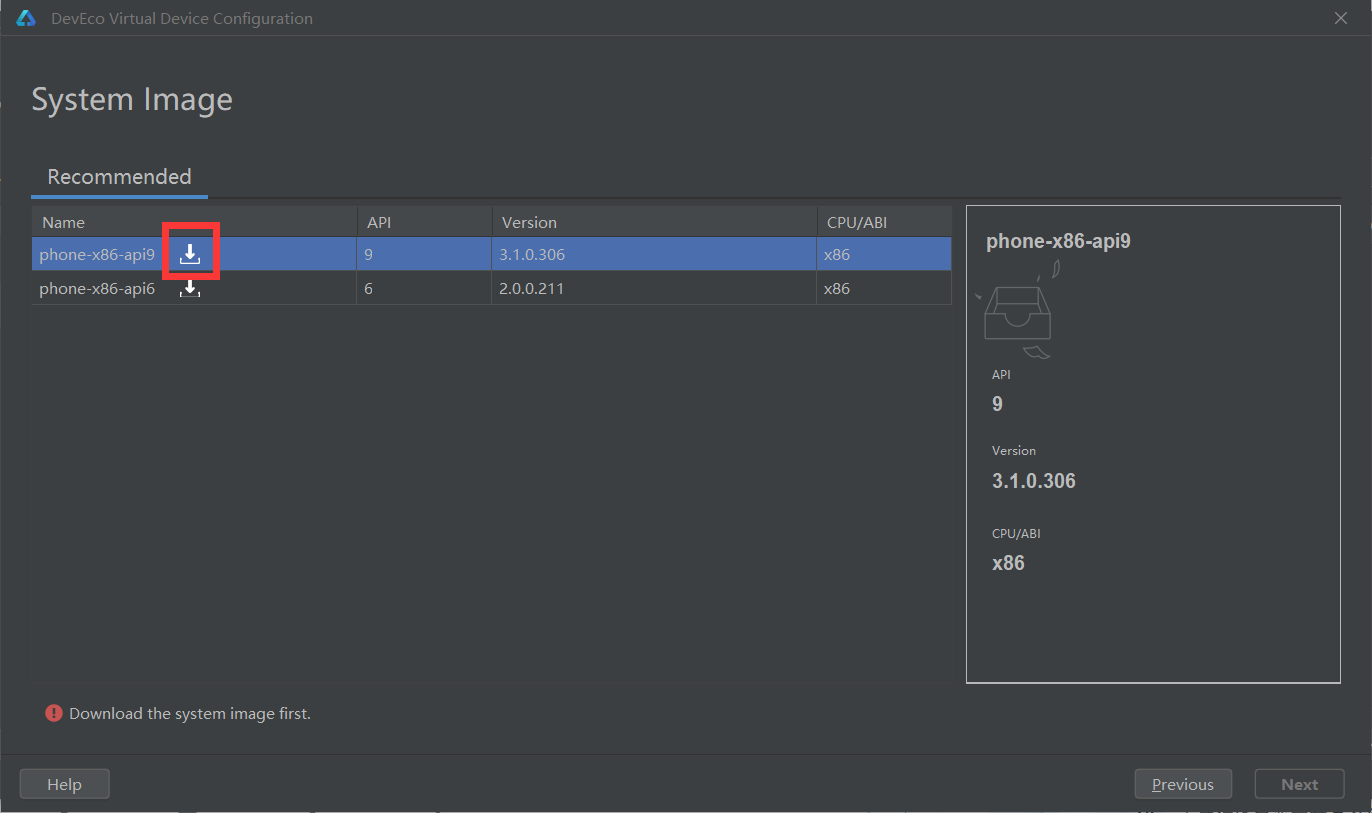 DevEco Virtual Device Configuration
System Image
Recommended
Name API Version CPU/ABI
phone-x86-api9 9 3.1.0.306 x86
phone-x86-api6 6 2.0.0.211 x86
phone-x86-api9
API
9
Version
3.1.0.306
CPU/ABI
x86
Download the system image first.
Help Previous Next